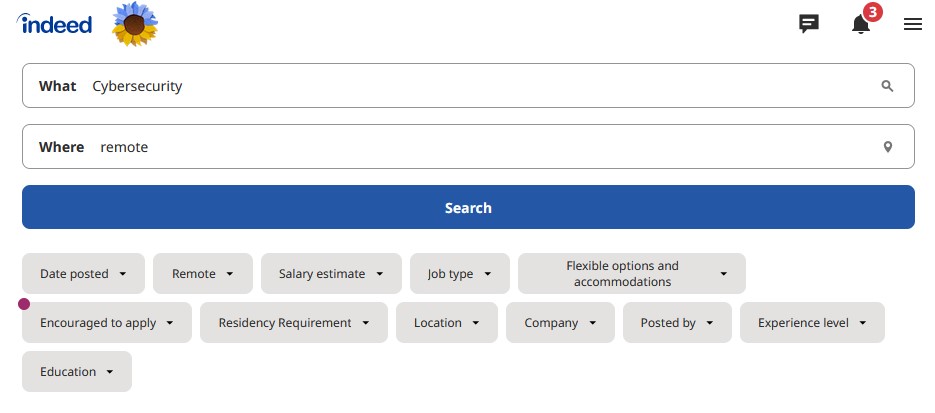 indeed
3
What Cybersecurity
Where remote
Search
Date posted Remote Salary estimate Job type Flexible options and
accommodations
Encouraged to apply Residency Requirement Location Company Posted by Experience level
Education